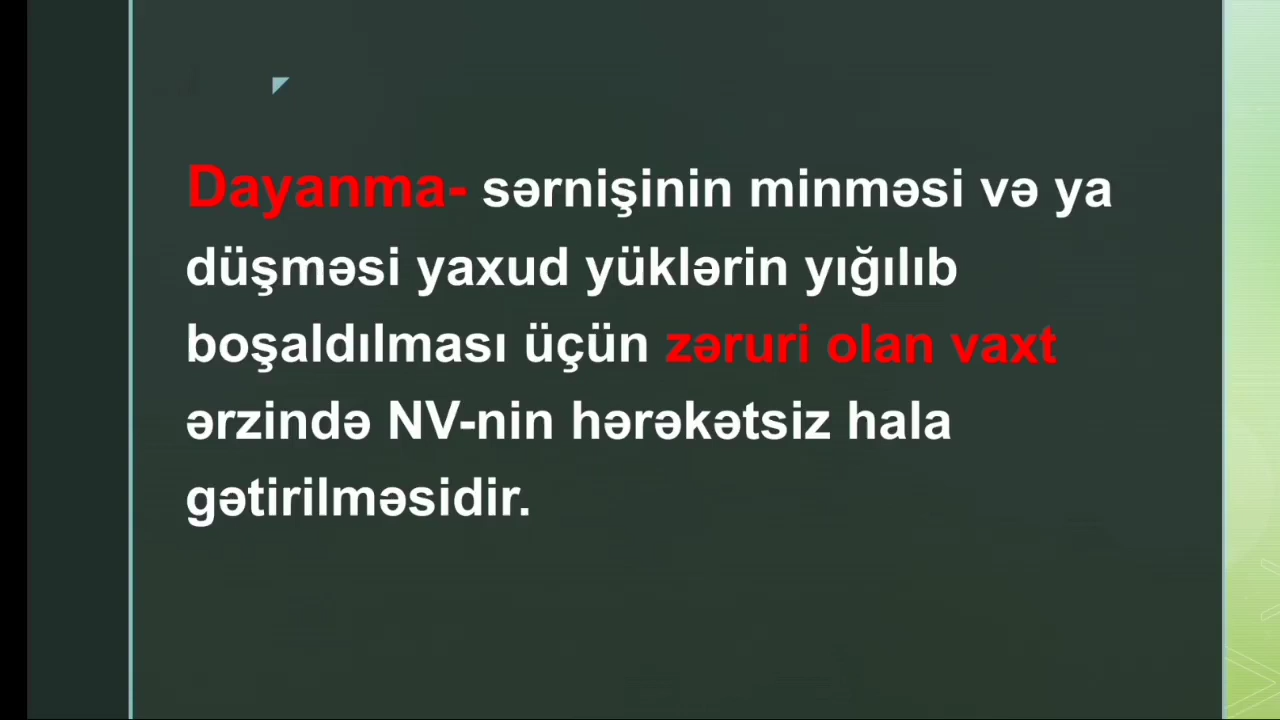 Dayanma- sərnişinin minməsi və ya
düşməsi yaxud yüklərin yığılıb
boşaldılması üçün zəruri olan vaxt
ərzində NV-nin hərəkətsiz hala
gətirilməsidir.